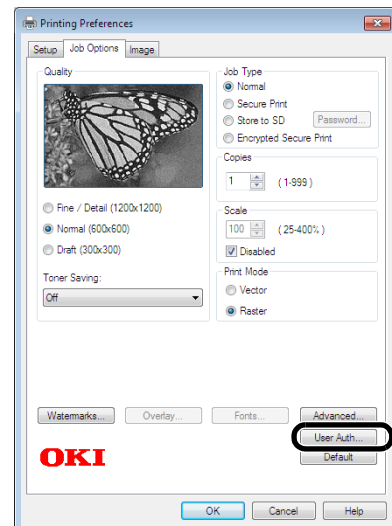 Printing Preferences
Setup Job Options Image
Quality
Fine / Detail (1200x1200)
Normal (600x600)
Draft (300x300)
Toner Saving:
Off
Job Type
Normal
Secure Print
Store to SD Password...
Encrypted Secure Print
Copies
1 (1-999)
Scale
100 (25-400%)
Disabled
Print Mode
Vector
Raster
Watermarks... Overlay... Fonts... Advanced...
User Auth...
OKI Default
OK Cancel Help